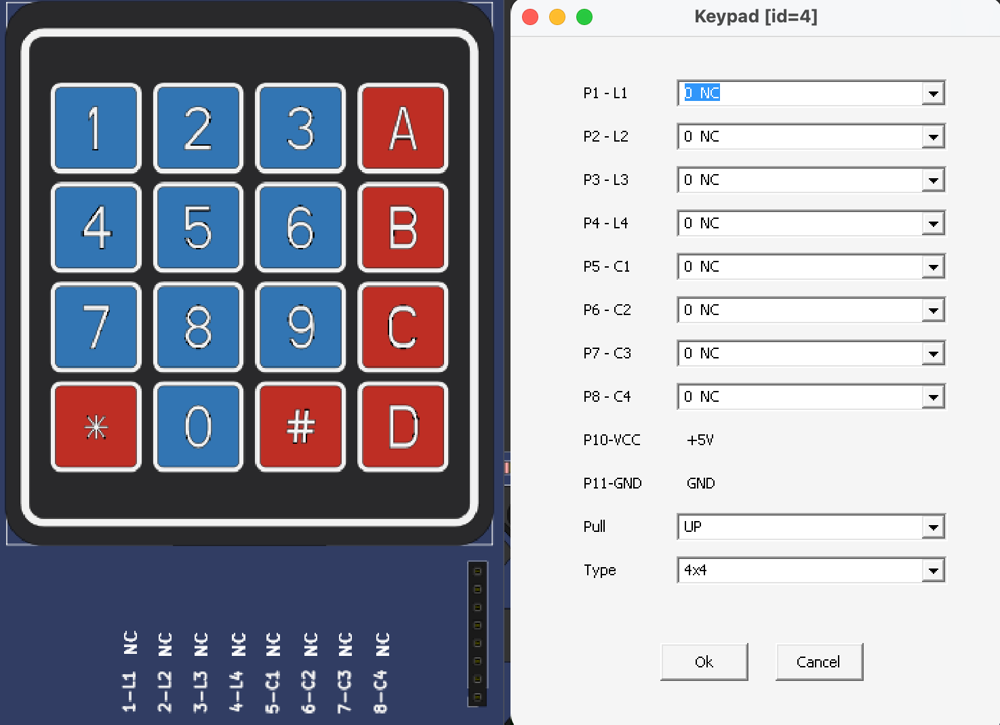 1 2 3 A
4 5 6 B
7 8 9 C
* 0 # D
1-L1 NC
2-L2 NC
3-L3 NC
4-L4 NC
5-C1 NC
6-C2 NC
7-C3 NC
8-C4 NC
Keypad [id=4]
P1 - L1 0 NC
P2 - L2 0 NC
P3 - L3 0 NC
P4 - L4 0 NC
P5 - C1 0 NC
P6 - C2 0 NC
P7 - C3 0 NC
P8 - C4 0 NC
P10-VCC +5V
P11-GND GND
Pull UP
Type 4x4
Ok Cancel